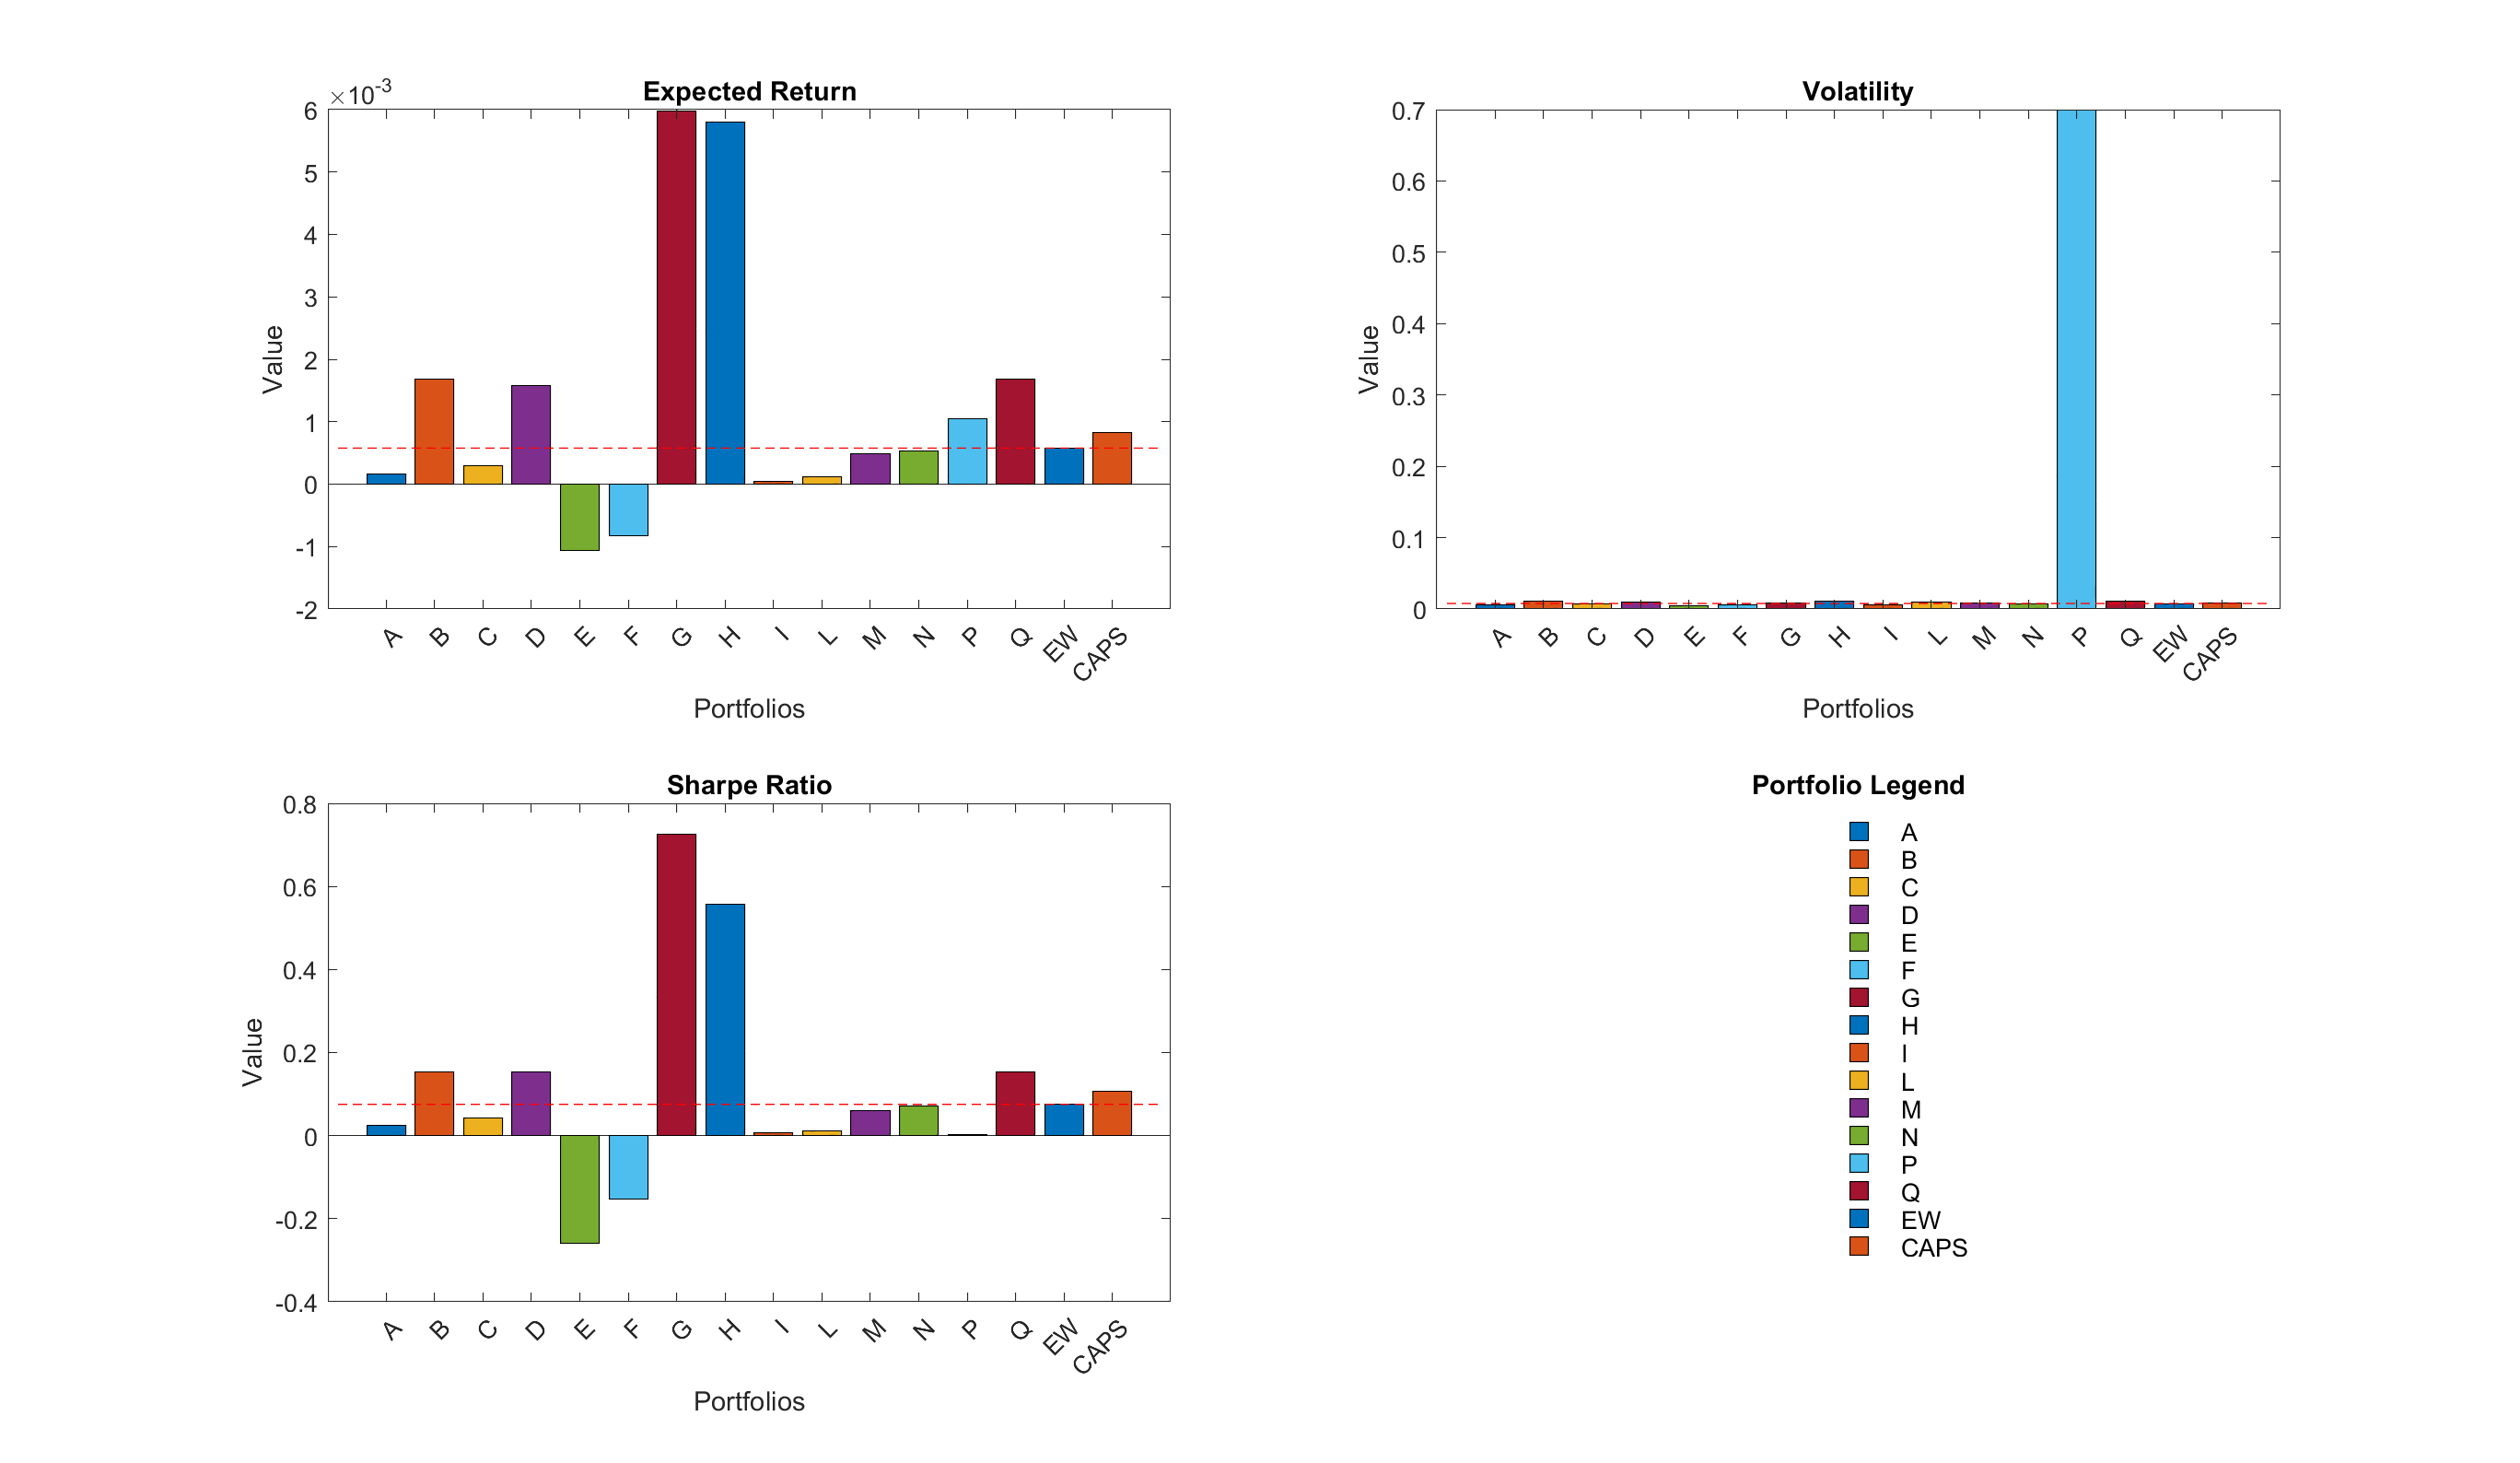 Expected Return
×10-3
6
5
4
3
2
1
0
-1
-2
Value
A B C D E F G H I L M N P Q EW CAPS
Portfolios
Volatility
0.7
0.6
0.5
0.4
0.3
0.2
0.1
0
Value
A B C D E F G H I L M N P Q EW CAPS
Portfolios
Sharpe Ratio
0.8
0.6
0.4
0.2
0
-0.2
-0.4
Value
A B C D E F G H I L M N P Q EW CAPS
Portfolios
Portfolio Legend
A
B
C
D
E
F
G
H
I
L
M
N
P
Q
EW
CAPS